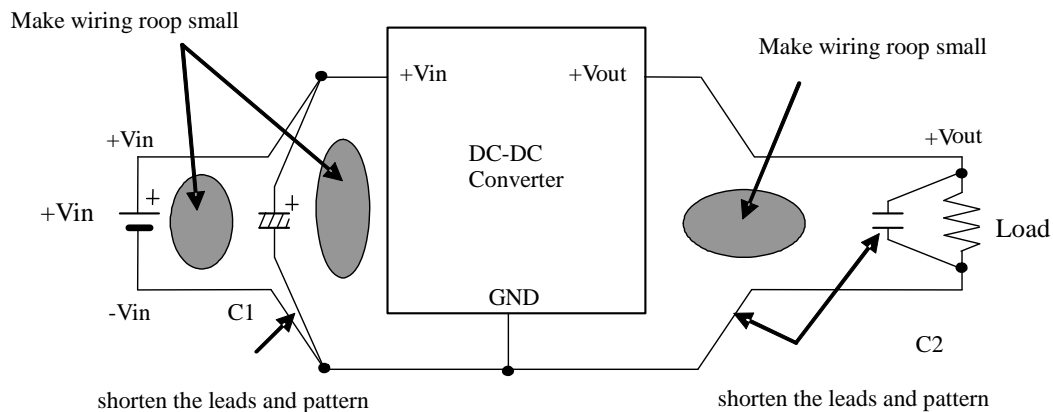 Make wiring roop small
Make wiring roop small
+Vin
+Vout
+Vin
+Vout
DC-DC
Converter
+
+
+Vin
Load
GND
-Vin
C1
C2
shorten the leads and pattern
shorten the leads and pattern